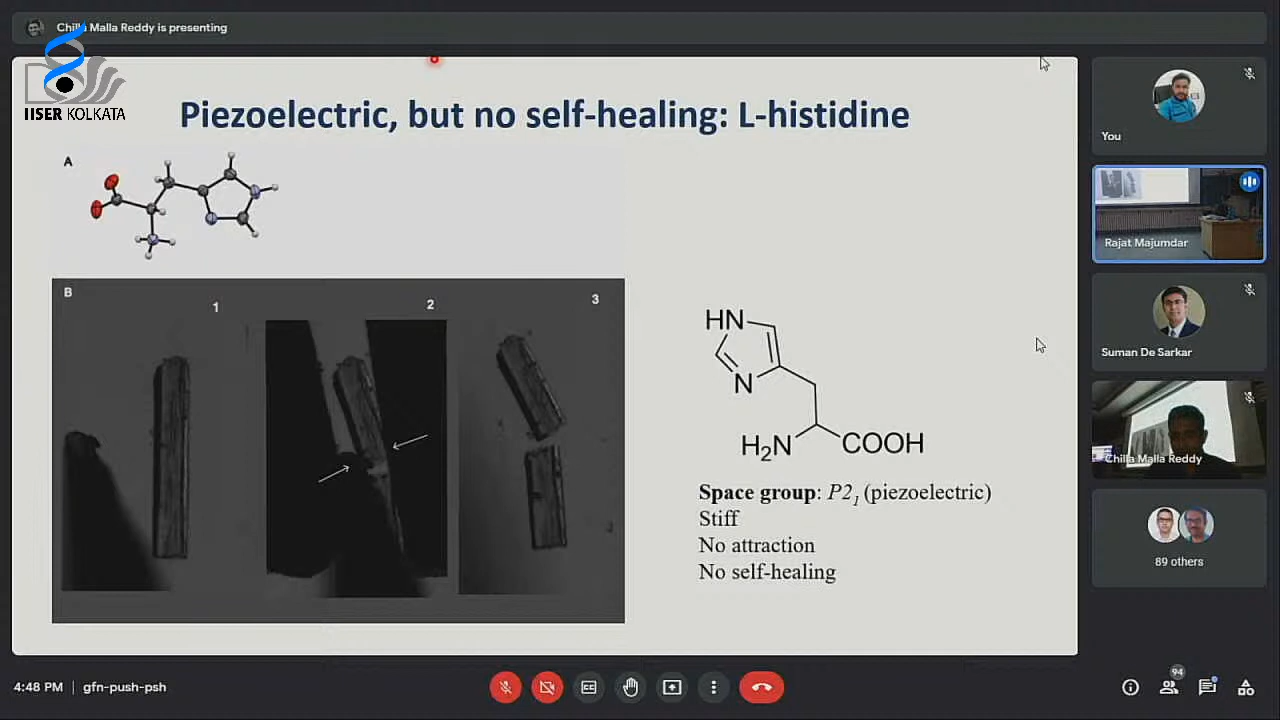 Chilla Malla Reddy is presenting
IISER KOLKATA
Piezoelectric, but no self-healing: L-histidine
A
B
1
2
3
HN
N
H₂N
COOH
Space group: P2₁ (piezoelectric)
Stiff
No attraction
No self-healing
You
Rajat Majumdar
Suman De Sarkar
Chilla Malla Reddy
89 others
4:48 PM | gfn-push-psh
94